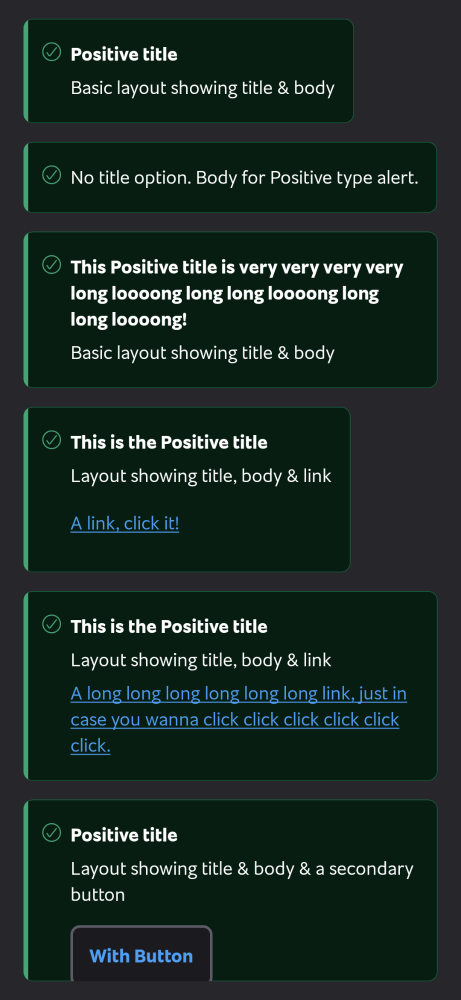 Positive title
Basic layout showing title & body
No title option. Body for Positive type alert.
This Positive title is very very very very
long loooong long long loooong long
long loooong!
Basic layout showing title & body
This is the Positive title
Layout showing title, body & link
A link, click it!
This is the Positive title
Layout showing title, body & link
A long long long long long long link, just in
case you wanna click click click click click
click.
Positive title
Layout showing title & body & a secondary
button
With Button